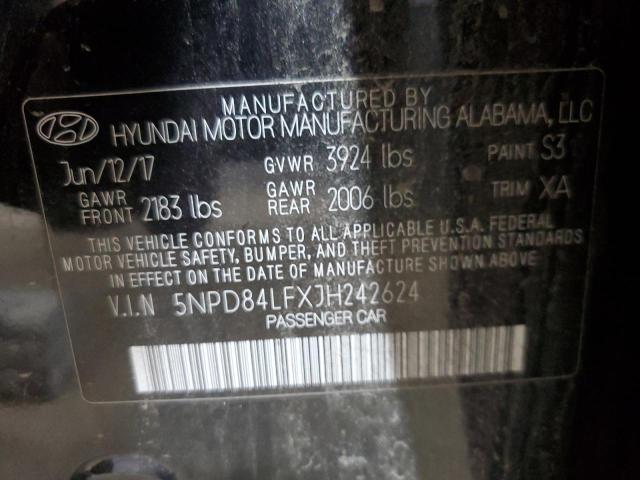 MANUFACTURED BY
HYUNDAI MOTOR MANUFACTURING ALABAMA, LLC
Jun/12/17 GVWR 3924 lbs PAINT S3
GAWR FRONT 2183 lbs GAWR REAR 2006 lbs TRIM XA
THIS VEHICLE CONFORMS TO ALL APPLICABLE U.S.A. FEDERAL
MOTOR VEHICLE SAFETY, BUMPER, AND THEFT PREVENTION STANDARDS
IN EFFECT ON THE DATE OF MANUFACTURE SHOWN ABOVE.
V.I.N 5NPD84LFXJH242624
PASSENGER CAR